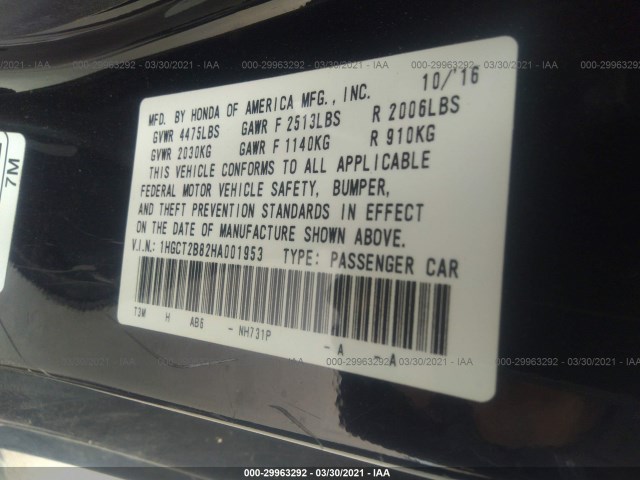 000-29963292 - 03/30/2021 - IAA
10/'16
MFD. BY HONDA OF AMERICA MFG., INC.
GVWR 4475LBS GAWR F 2513LBS R 2006LBS
GVWR 2030KG GAWR F 1140KG R 910KG
THIS VEHICLE CONFORMS TO ALL APPLICABLE
FEDERAL MOTOR VEHICLE SAFETY, BUMPER,
AND THEFT PREVENTION STANDARDS IN EFFECT
ON THE DATE OF MANUFACTURE SHOWN ABOVE.
V.I.N.: 1HGCT2B82HA001953 TYPE: PASSENGER CAR
T3M H AB6 - NH731P - A - A
7M
000-29963292 - 03/30/2021 - IAA